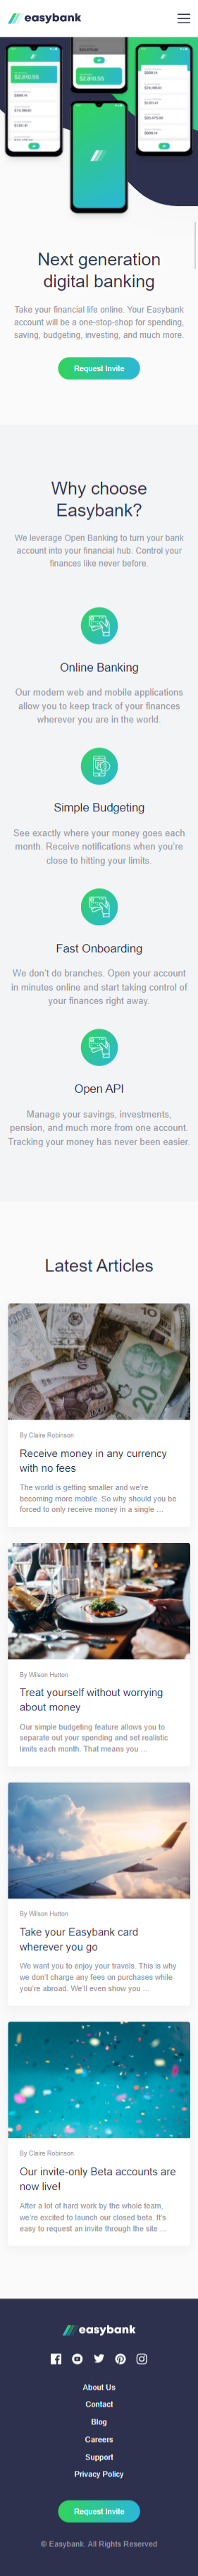 easybank
Next generation
digital banking
Take your financial life online. Your Easybank
account will be a one-stop-shop for spending,
saving, budgeting, investing, and much more.
Request Invite
Why choose
Easybank?
We leverage Open Banking to turn your bank
account into your financial hub. Control your
finances like never before.
Online Banking
Our modern web and mobile applications
allow you to keep track of your finances
wherever you are in the world.
Simple Budgeting
See exactly where your money goes each
month. Receive notifications when you're
close to hitting your limits.
Fast Onboarding
We don't do branches. Open your account
in minutes online and start taking control of
your finances right away.
Open API
Manage your savings, investments,
pension, and much more from one account.
Tracking your money has never been easier.
Latest Articles
By Claire Robinson
Receive money in any currency
with no fees
The world is getting smaller and we're
becoming more mobile. So why should you be
forced to only receive money in a single …
By Wilson Hutton
Treat yourself without worrying
about money
Our simple budgeting feature allows you to
separate out your spending and set realistic
limits each month. That means you …
By Wilson Hutton
Take your Easybank card
wherever you go
We want you to enjoy your travels. This is why
we don't charge any fees on purchases while
you're abroad. We'll even show you …
By Claire Robinson
Our invite-only Beta accounts are
now live!
After a lot of hard work by the whole team,
we're excited to launch our closed beta. It's
easy to request an invite through the site ...
easybank
About Us
Contact
Blog
Careers
Support
Privacy Policy
Request Invite
© Easybank. All Rights Reserved